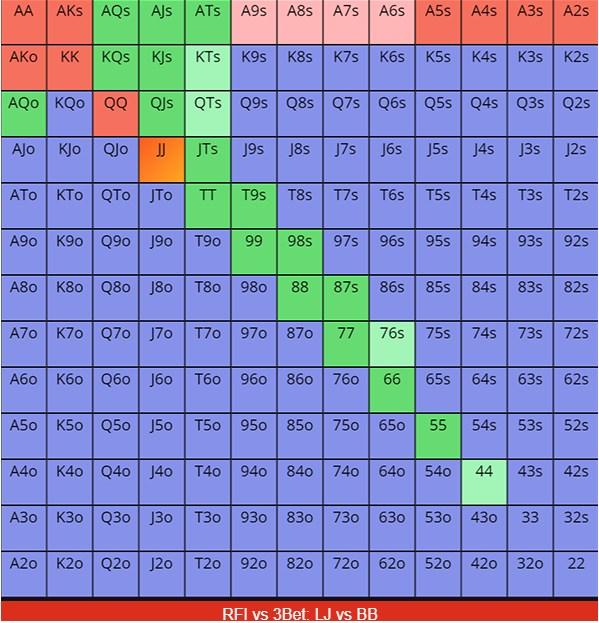 AA AKs AQs AJs ATs A9s A8s A7s A6s A5s A4s A3s A2s
AKo KK KQs KJs KTs K9s K8s K7s K6s K5s K4s K3s K2s
AQo KQo QQ QJs QTs Q9s Q8s Q7s Q6s Q5s Q4s Q3s Q2s
AJo KJo QJo JJ JTs J9s J8s J7s J6s J5s J4s J3s J2s
ATo KTo QTo JTo TT T9s T8s T7s T6s T5s T4s T3s T2s
A9o K9o Q9o J9o T9o 99 98s 97s 96s 95s 94s 93s 92s
A8o K8o Q8o J8o T8o 98o 88 87s 86s 85s 84s 83s 82s
A7o K7o Q7o J7o T7o 97o 87o 77 76s 75s 74s 73s 72s
A6o K6o Q6o J6o T6o 96o 86o 76o 66 65s 64s 63s 62s
A5o K5o Q5o J5o T5o 95o 85o 75o 65o 55 54s 53s 52s
A4o K4o Q4o J4o T4o 94o 84o 74o 64o 54o 44 43s 42s
A3o K3o Q3o J3o T3o 93o 83o 73o 63o 53o 43o 33 32s
A2o K2o Q2o J2o T2o 92o 82o 72o 62o 52o 42o 32o 22
RFI vs 3Bet: LJ vs BB